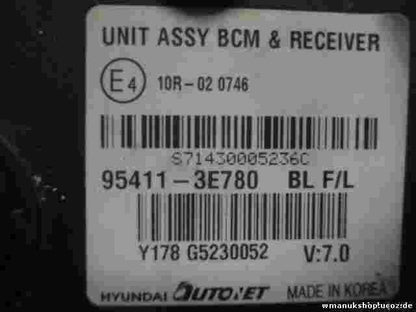 UNIT ASSY BCM & RECEIVER
E4 10R-02 0746
S71430005236C
95411-3E780 BL F/L
Y178 G5230052 V:7.0
HYUNDAI AUTONET MADE IN KOREA
wmanukshop.ucoz.de